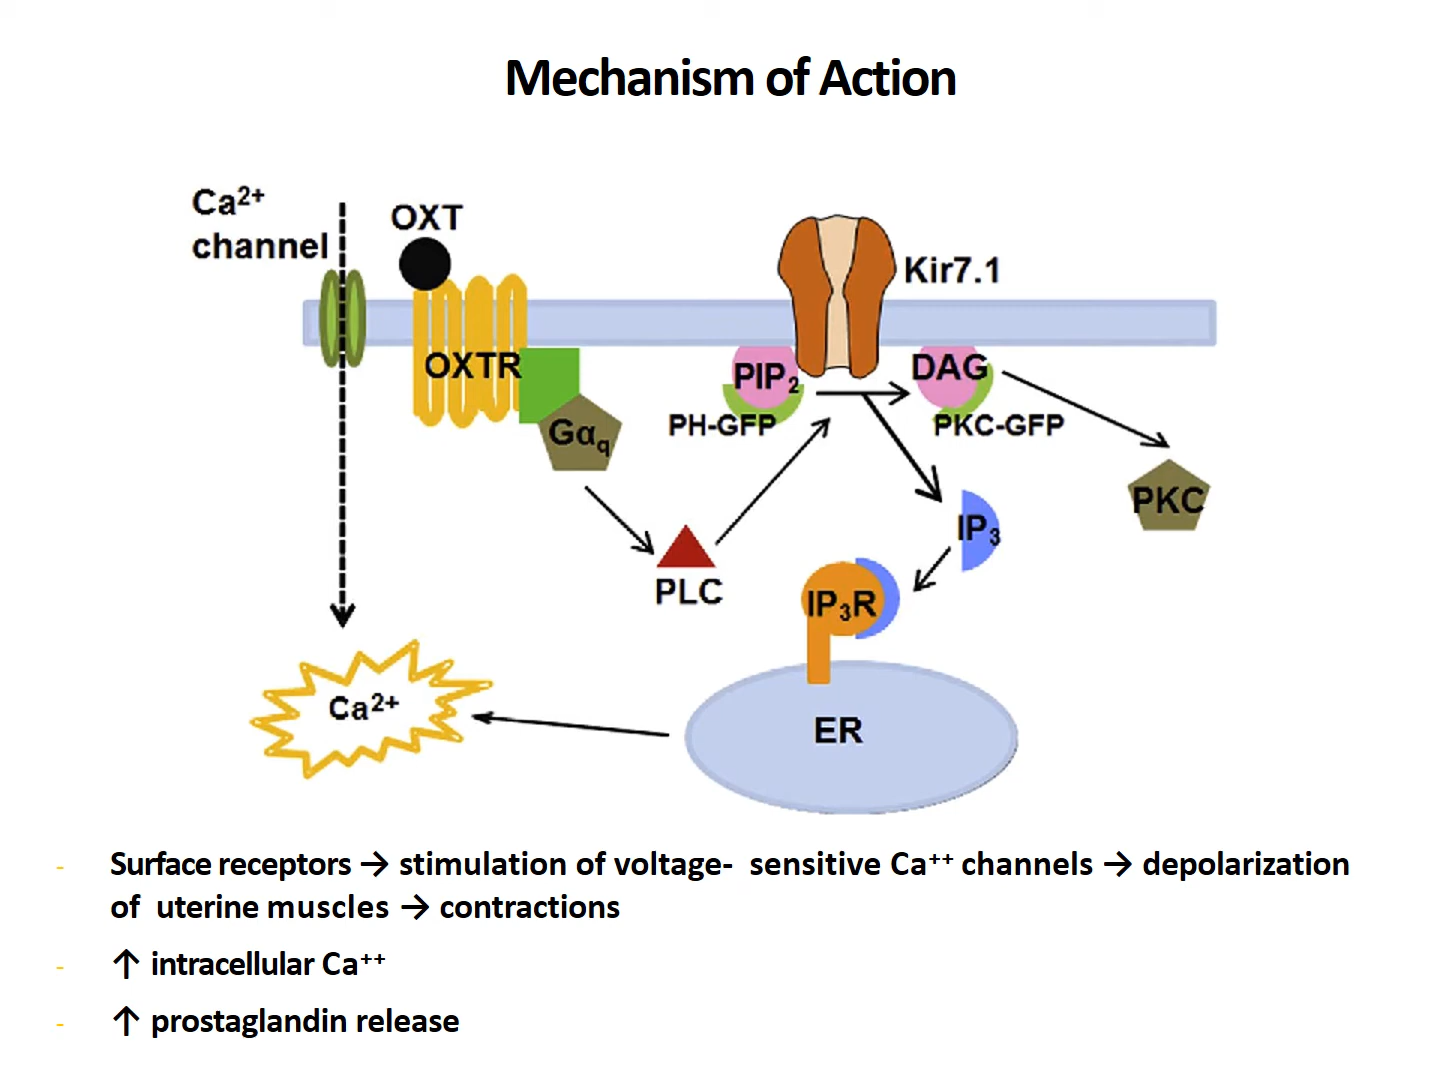 Mechanism of Action
Ca²⁺
channel
OXT
Kir7.1
OXTR
PIP₂
DAG
Gαq
PH-GFP
PKC-GFP
PKC
IP₃
PLC
IP₃R
Ca²⁺
ER
- Surface receptors → stimulation of voltage- sensitive Ca⁺⁺ channels → depolarization
of uterine muscles → contractions
- ↑ intracellular Ca⁺⁺
- ↑ prostaglandin release